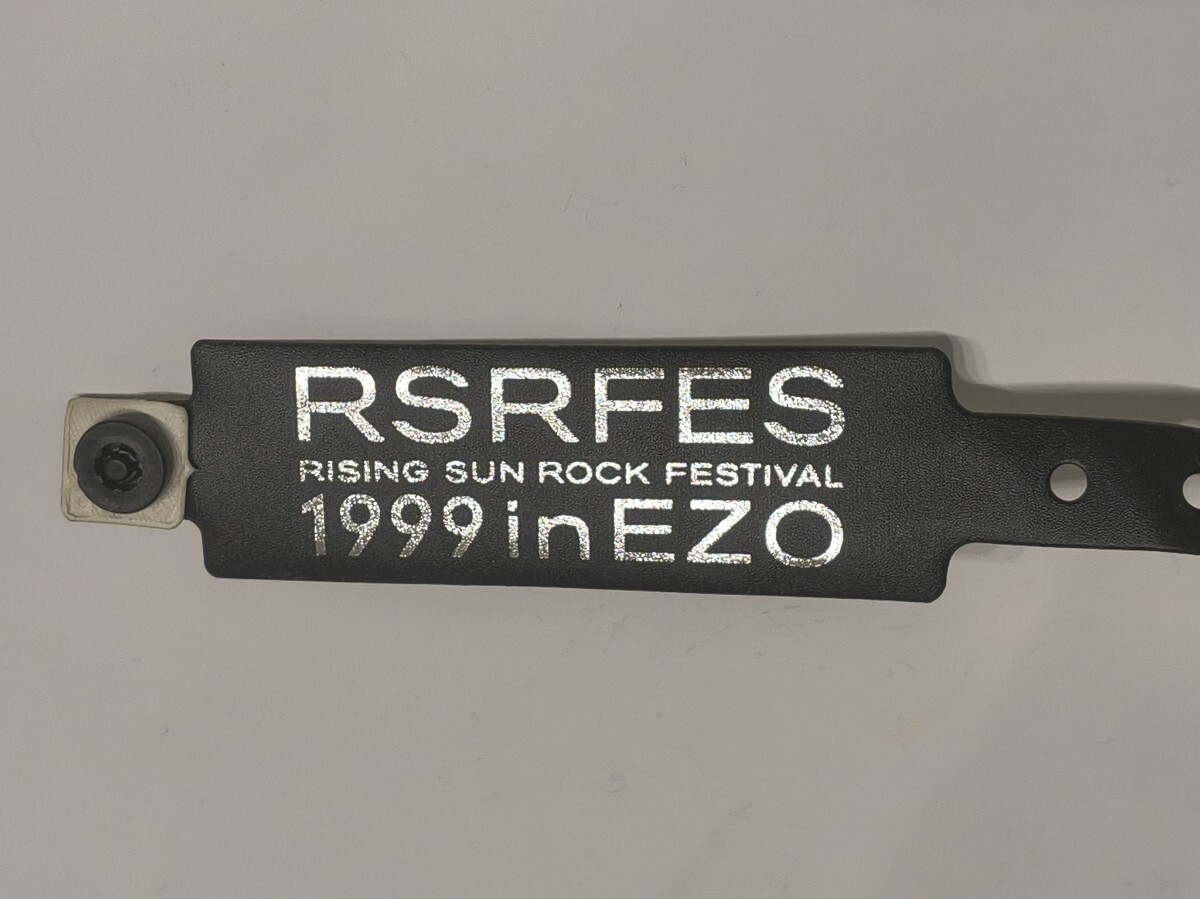 RSRFES
RISING SUN ROCK FESTIVAL
1999 in EZO